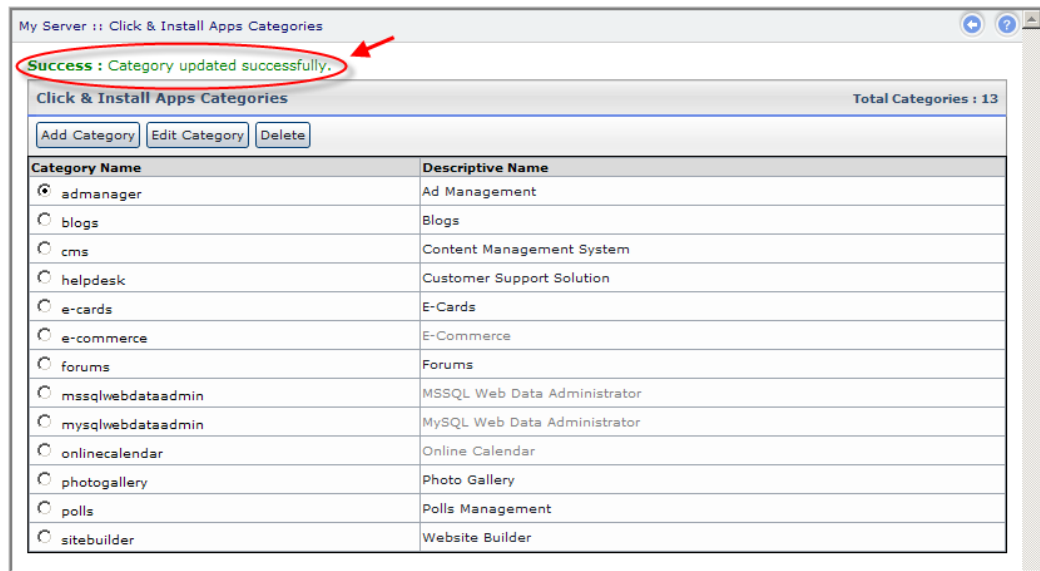 My Server :: Click & Install Apps Categories
Success : Category updated successfully.
Click & Install Apps Categories Total Categories : 13
Add Category Edit Category Delete
Category Name Descriptive Name
admanager Ad Management
blogs Blogs
cms Content Management System
helpdesk Customer Support Solution
e-cards E-Cards
e-commerce E-Commerce
forums Forums
mssqlwebdataadmin MSSQL Web Data Administrator
mysqlwebdataadmin MySQL Web Data Administrator
onlinecalendar Online Calendar
photogallery Photo Gallery
polls Polls Management
sitebuilder Website Builder